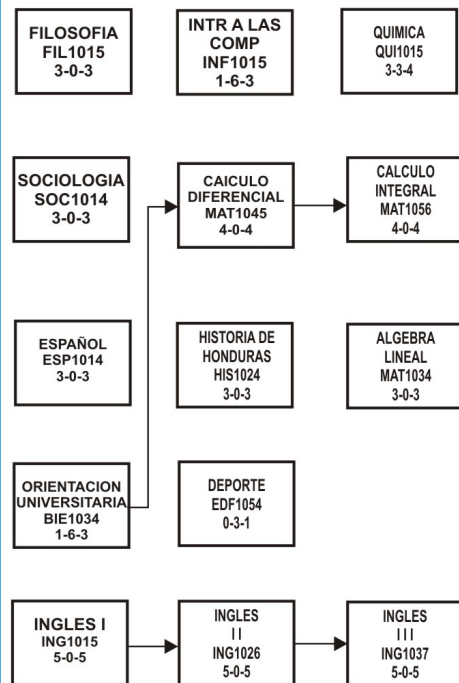 FILOSOFIA
FIL1015
3-0-3
INTR A LAS
COMP
INF1015
1-6-3
QUIMICA
QUI1015
3-3-4
SOCIOLOGIA
SOC1014
3-0-3
CAICULO
DIFERENCIAL
MAT1045
4-0-4
CALCULO
INTEGRAL
MAT1056
4-0-4
ESPAÑOL
ESP1014
3-0-3
HISTORIA DE
HONDURAS
HIS1024
3-0-3
ALGEBRA
LINEAL
MAT1034
3-0-3
ORIENTACION
UNIVERSITARIA
BIE1034
1-6-3
DEPORTE
EDF1054
0-3-1
INGLES I
ING1015
5-0-5
INGLES
II
ING1026
5-0-5
INGLES
III
ING1037
5-0-5